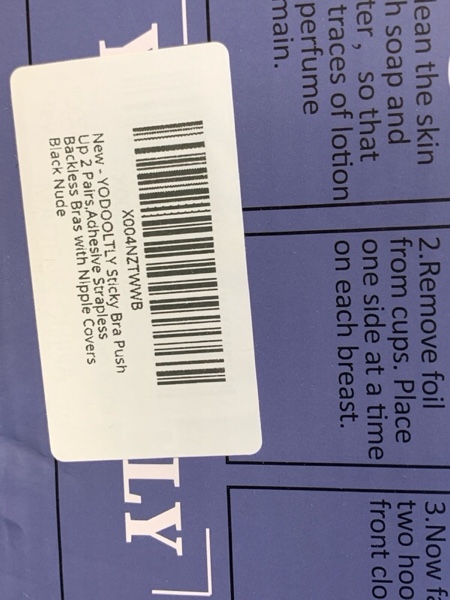 lean the skin
h soap and
ter, so that
traces of lotion
perfume
main.
2.Remove foil
from cups. Place
one side at a time
on each breast.
3.Now fa
two hoo
front clo
X004NZTWWB
New - YODOOLTLY Sticky Bra Push
Up 2 Pairs,Adhesive Strapless
Backless Bras with Nipple Covers
Black Nude
Y
LY